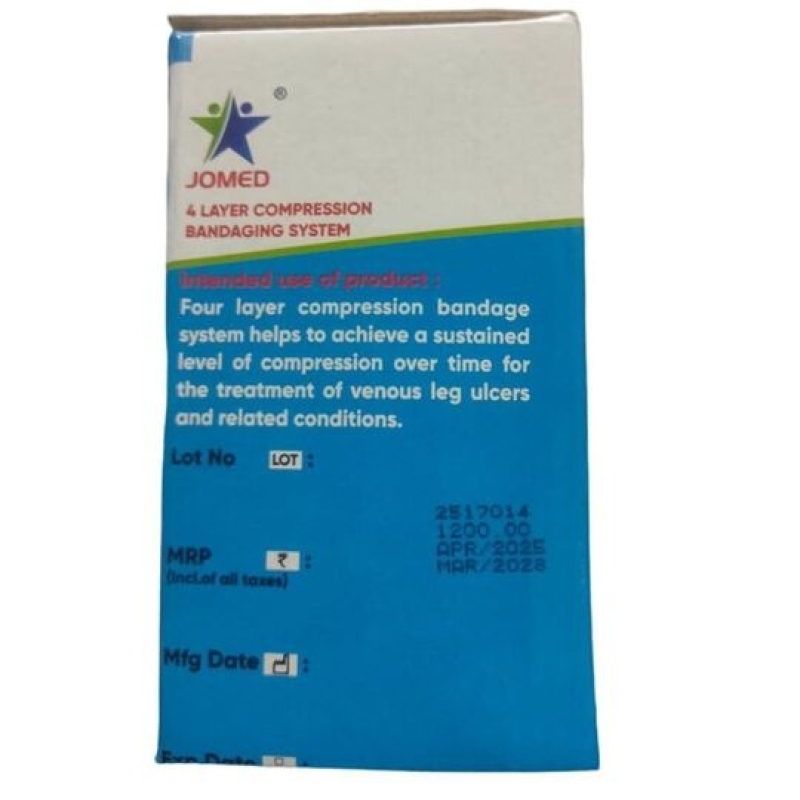 ®
JOMED
4 LAYER COMPRESSION
BANDAGING SYSTEM
Intended use of product :
Four layer compression bandage
system helps to achieve a sustained
level of compression over time for
the treatment of venous leg ulcers
and related conditions.
Lot No LOT :
2517014
1200.00
APR/2025
MAR/2028
MRP ₹ :
(Incl.of all taxes)
Mfg Date :
Exp Date :